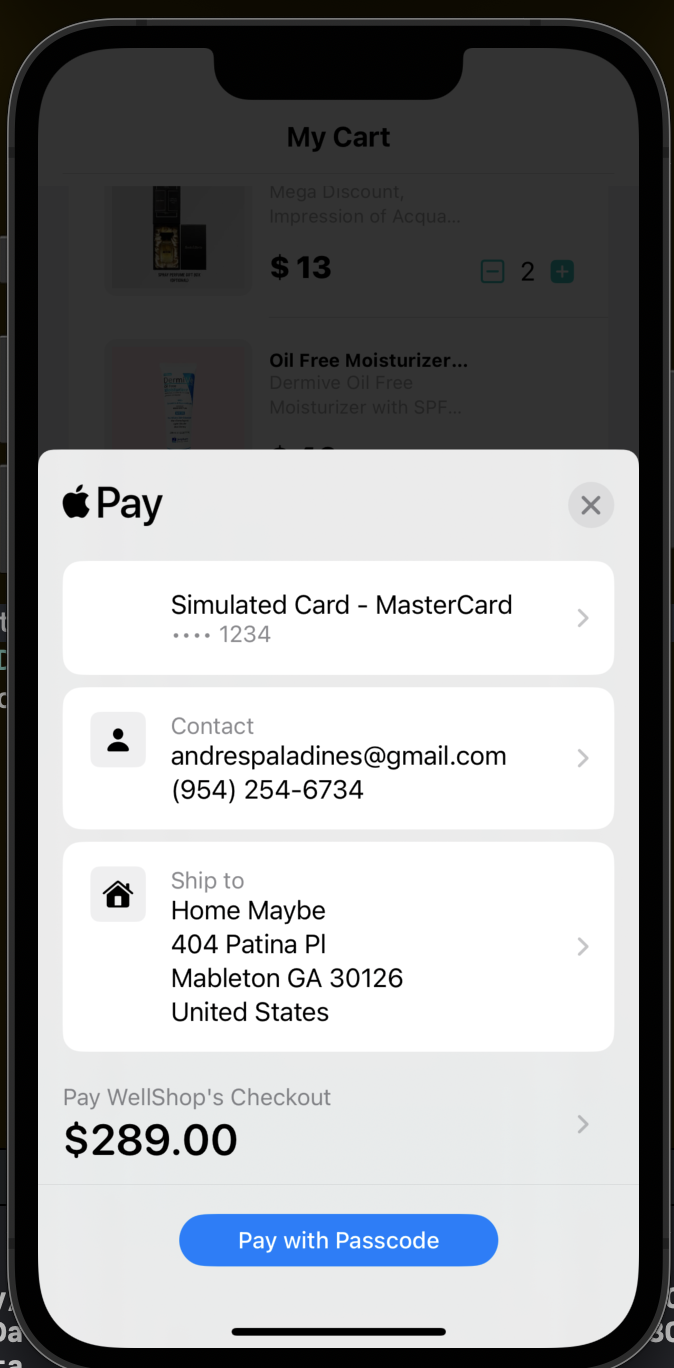 My Cart
Mega Discount,
Impression of Acqua...
$ 13
2
Oil Free Moisturizer...
Dermive Oil Free
Moisturizer with SPF...
Pay
Simulated Card - MasterCard
•••• 1234
Contact
andrespaladines@gmail.com
(954) 254-6734
Ship to
Home Maybe
404 Patina Pl
Mableton GA 30126
United States
Pay WellShop's Checkout
$289.00
Pay with Passcode